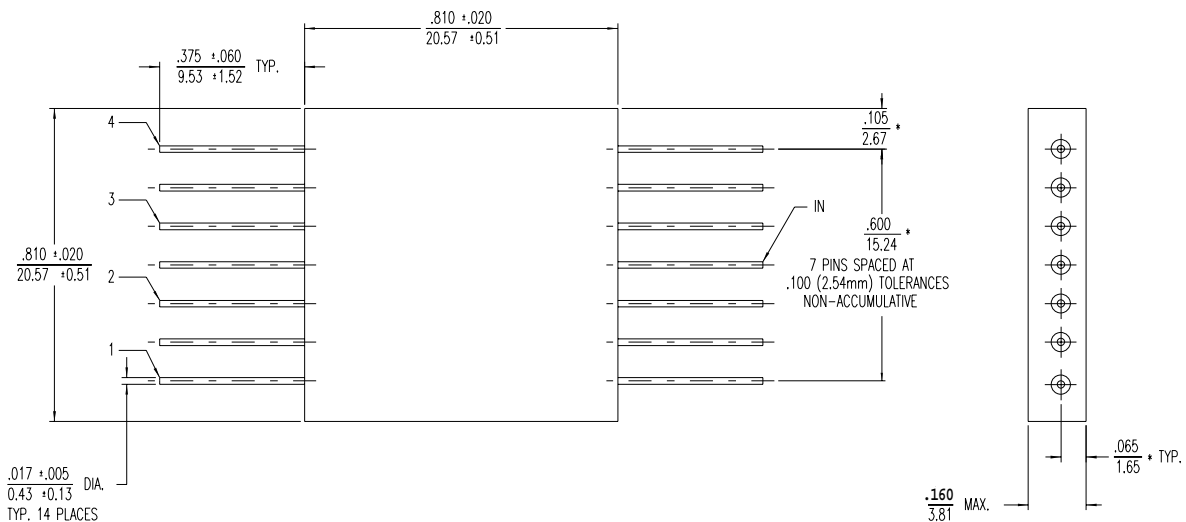 .810 ±.020
20.57 ±0.51
.375 ±.060 TYP.
9.53 ±1.52
4
3
2
1
.810 ±.020
20.57 ±0.51
.017 ±.005 DIA.
0.43 ±0.13
TYP. 14 PLACES
.105 *
2.67
IN
.600 *
15.24
7 PINS SPACED AT
.100 (2.54mm) TOLERANCES
NON-ACCUMULATIVE
.065 * TYP.
1.65
.160 MAX.
3.81